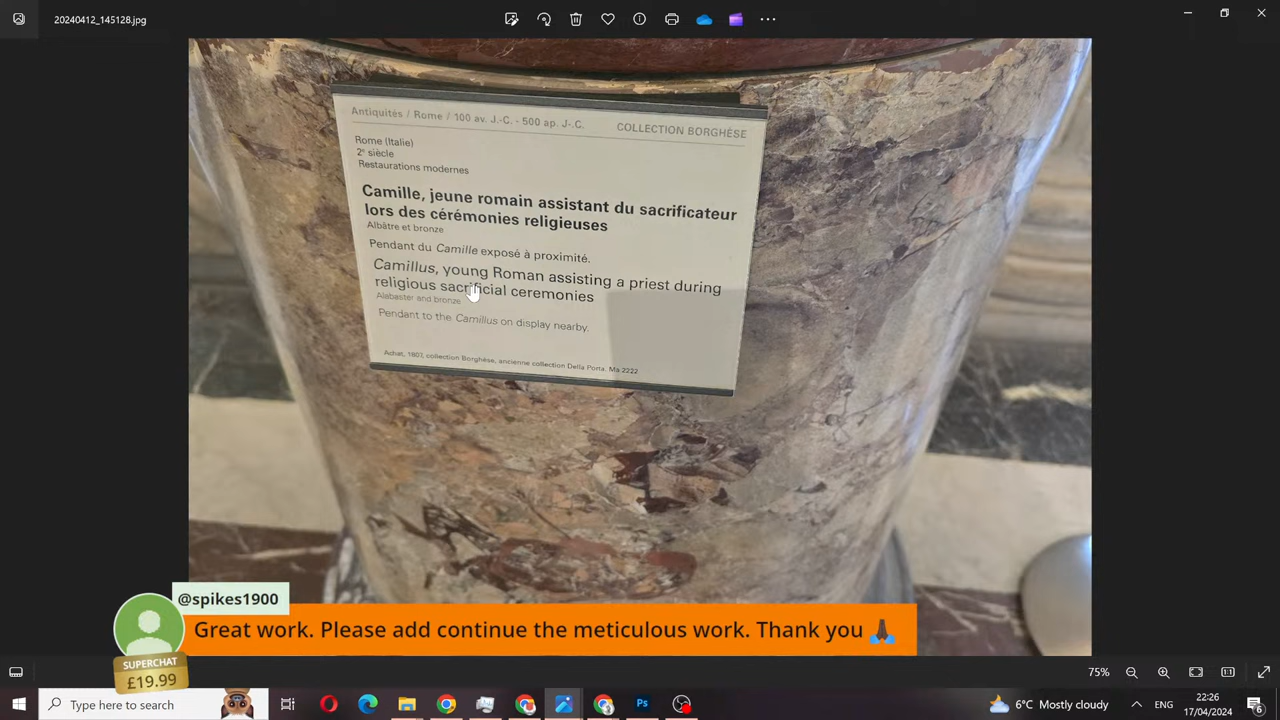 20240412_145128.jpg
Antiquités / Rome / 100 av. J.-C. - 500 ap. J-.C.
COLLECTION BORGHÈSE
Rome (Italie)
2e siècle
Restaurations modernes
Camille, jeune romain assistant du sacrificateur
lors des cérémonies religieuses
Albâtre et bronze
Pendant du Camille exposé à proximité.
Camillus, young Roman assisting a priest during
religious sacrificial ceremonies
Alabaster and bronze
Pendant to the Camillus on display nearby.
Achat, 1807, collection Borghèse, ancienne collection Della Porta. Ma 2222
@spikes1900
Great work. Please add continue the meticulous work. Thank you 🙏🏿
SUPERCHAT
£19.99
75%
Type here to search
Ps
6°C Mostly cloudy
ENG
22:26
17/04/2024
6